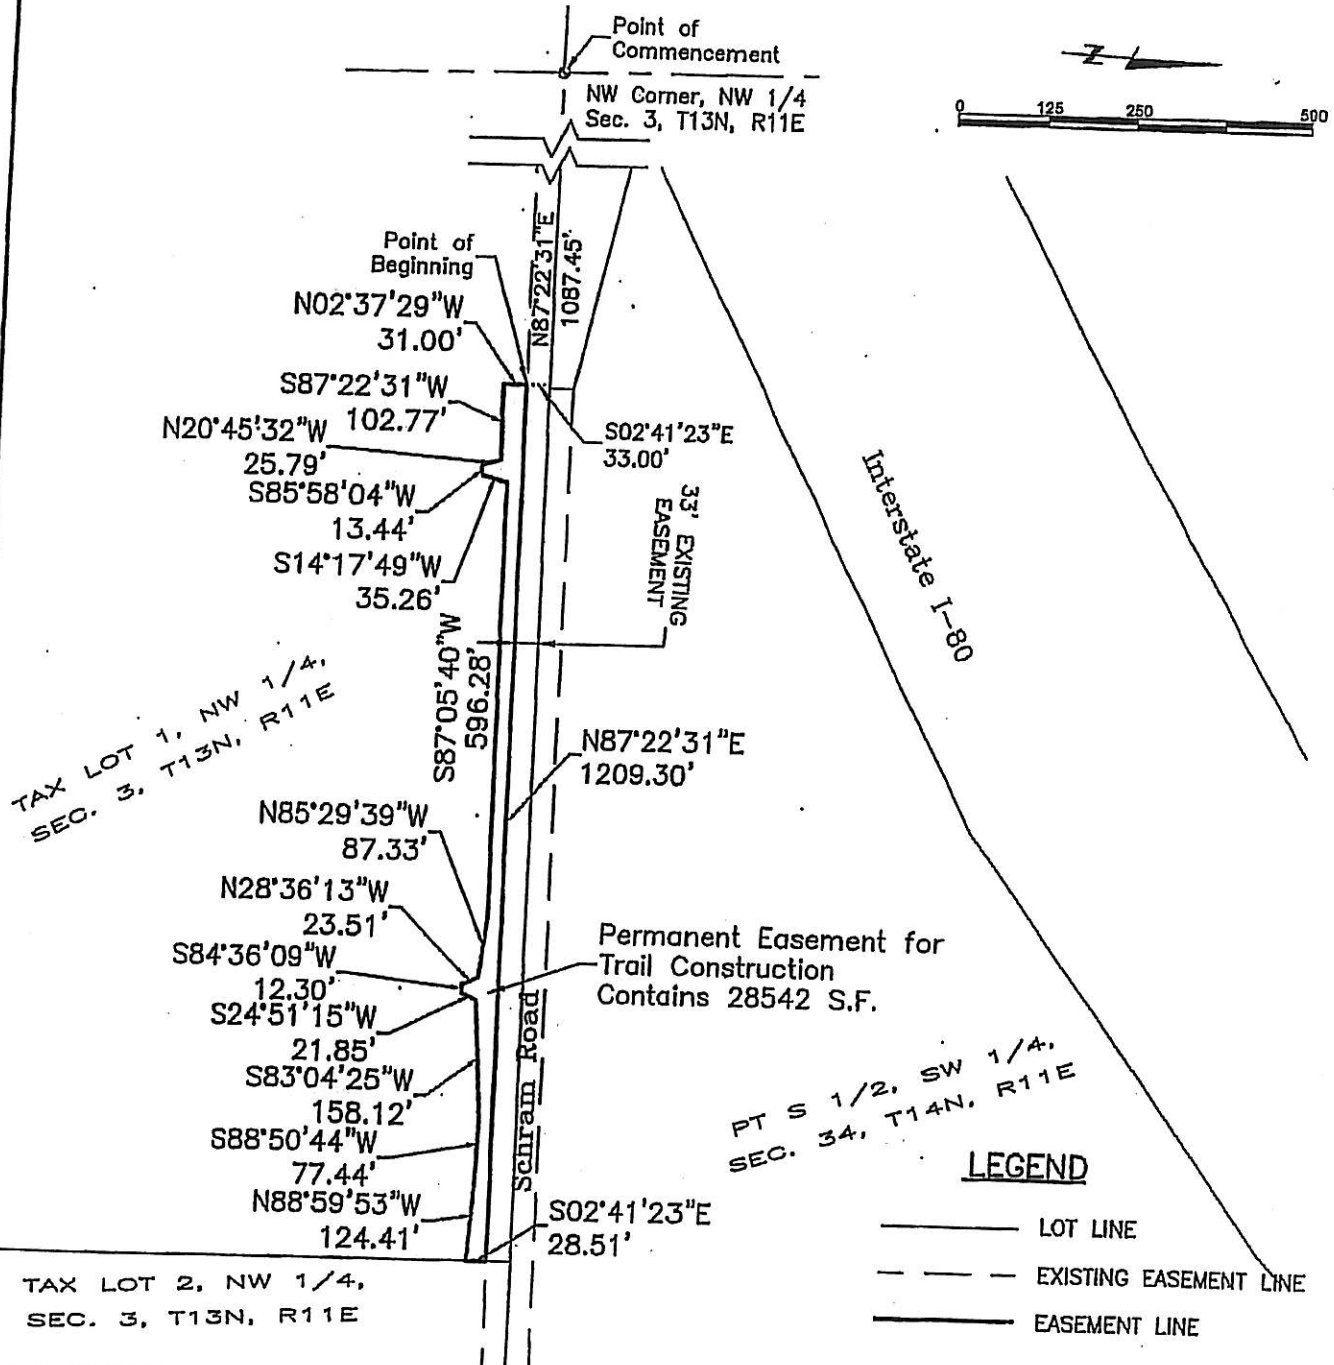 Point of
Commencement
NW Corner, NW 1/4
Sec. 3, T13N, R11E
Z
0 125 250 500
Point of
Beginning
N87°22'31"E
1087.45'
N02°37'29"W
31.00'
S87°22'31"W
102.77'
N20°45'32"W
25.79'
S85°58'04"W
13.44'
S14°17'49"W
35.26'
S02°41'23"E
33.00'
33' EXISTING
EASEMENT
Interstate I-80
S87°05'40"W
596.28'
TAX LOT 1, NW 1/4,
SEC. 3, T13N, R11E
N87°22'31"E
1209.30'
N85°29'39"W
87.33'
N28°36'13"W
23.51'
S84°36'09"W
12.30'
S24°51'15"W
21.85'
S83°04'25"W
158.12'
S88°50'44"W
77.44'
N88°59'53"W
124.41'
Permanent Easement for
Trail Construction
Contains 28542 S.F.
Schram Road
PT S 1/2, SW 1/4,
SEC. 34, T14N, R11E
S02°41'23"E
28.51'
TAX LOT 2, NW 1/4,
SEC. 3, T13N, R11E
LEGEND
LOT LINE
EXISTING EASEMENT LINE
EASEMENT LINE